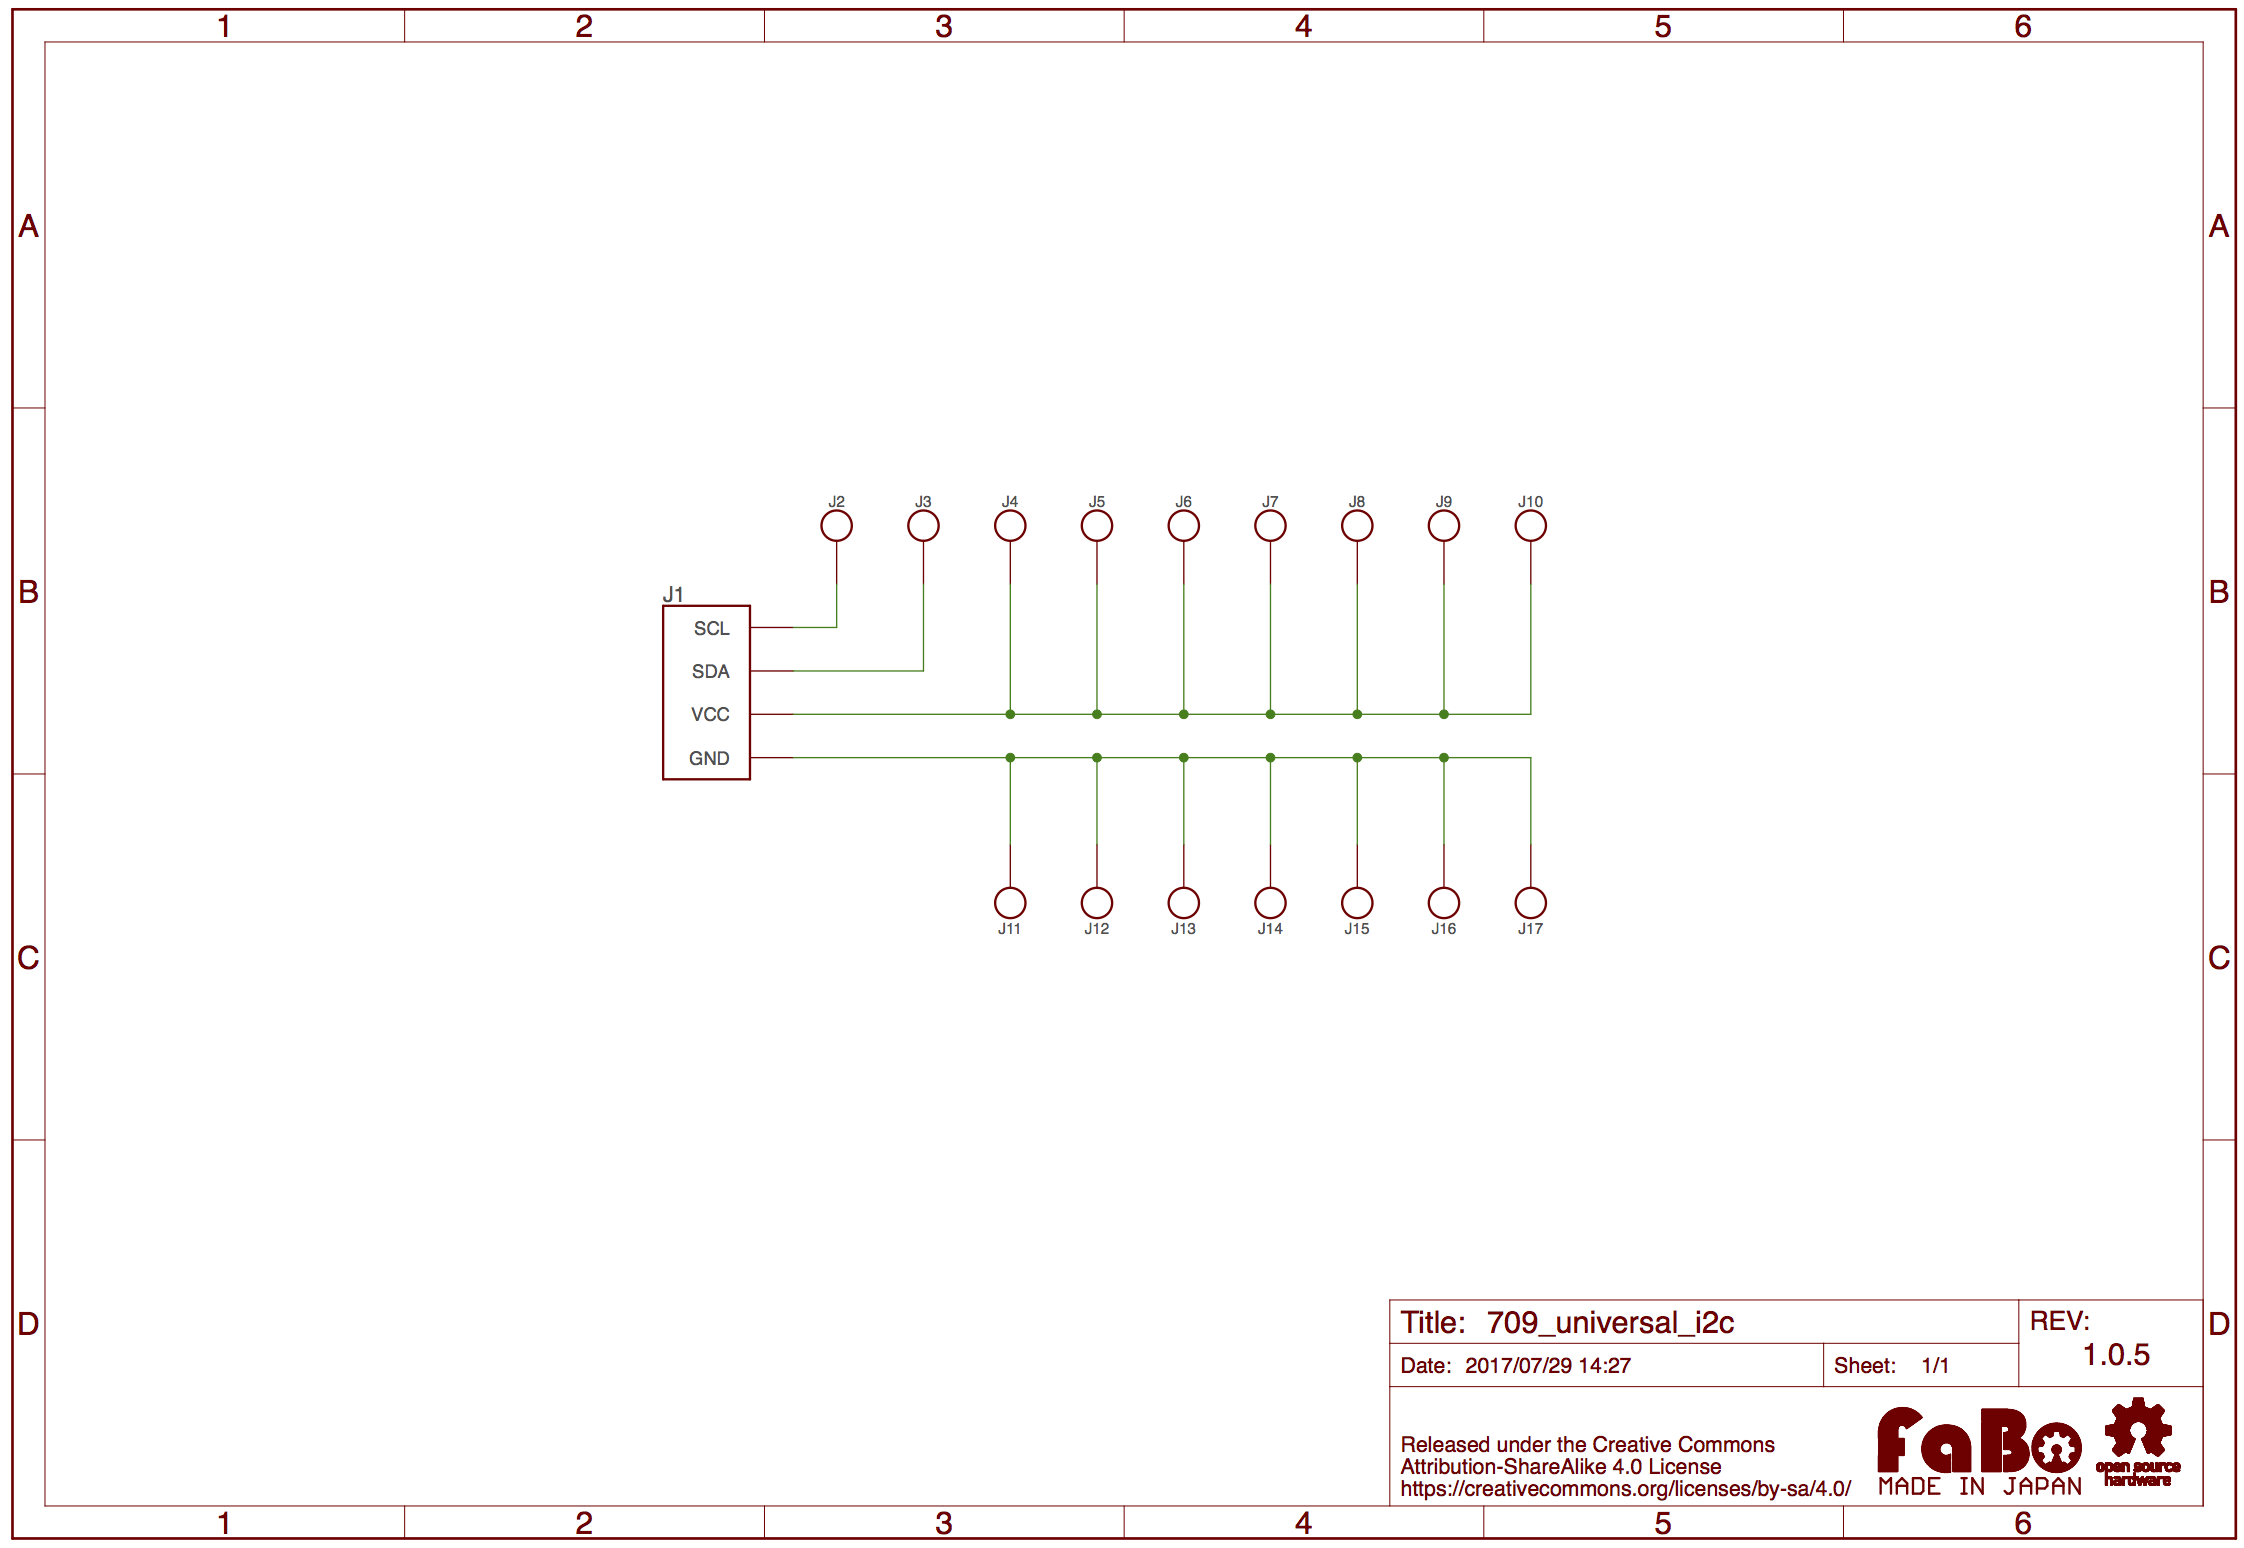 1 2 3 4 5 6
A A
J2 J3 J4 J5 J6 J7 J8 J9 J10
B B
J1
SCL
SDA
VCC
GND
J11 J12 J13 J14 J15 J16 J17
C C
D D
Title: 709_universal_i2c
REV:
1.0.5
Date: 2017/07/29 14:27
Sheet: 1/1
Released under the Creative Commons
Attribution-ShareAlike 4.0 License
https://creativecommons.org/licenses/by-sa/4.0/
FaBo
MADE IN JAPAN
open source
hardware
1 2 3 4 5 6